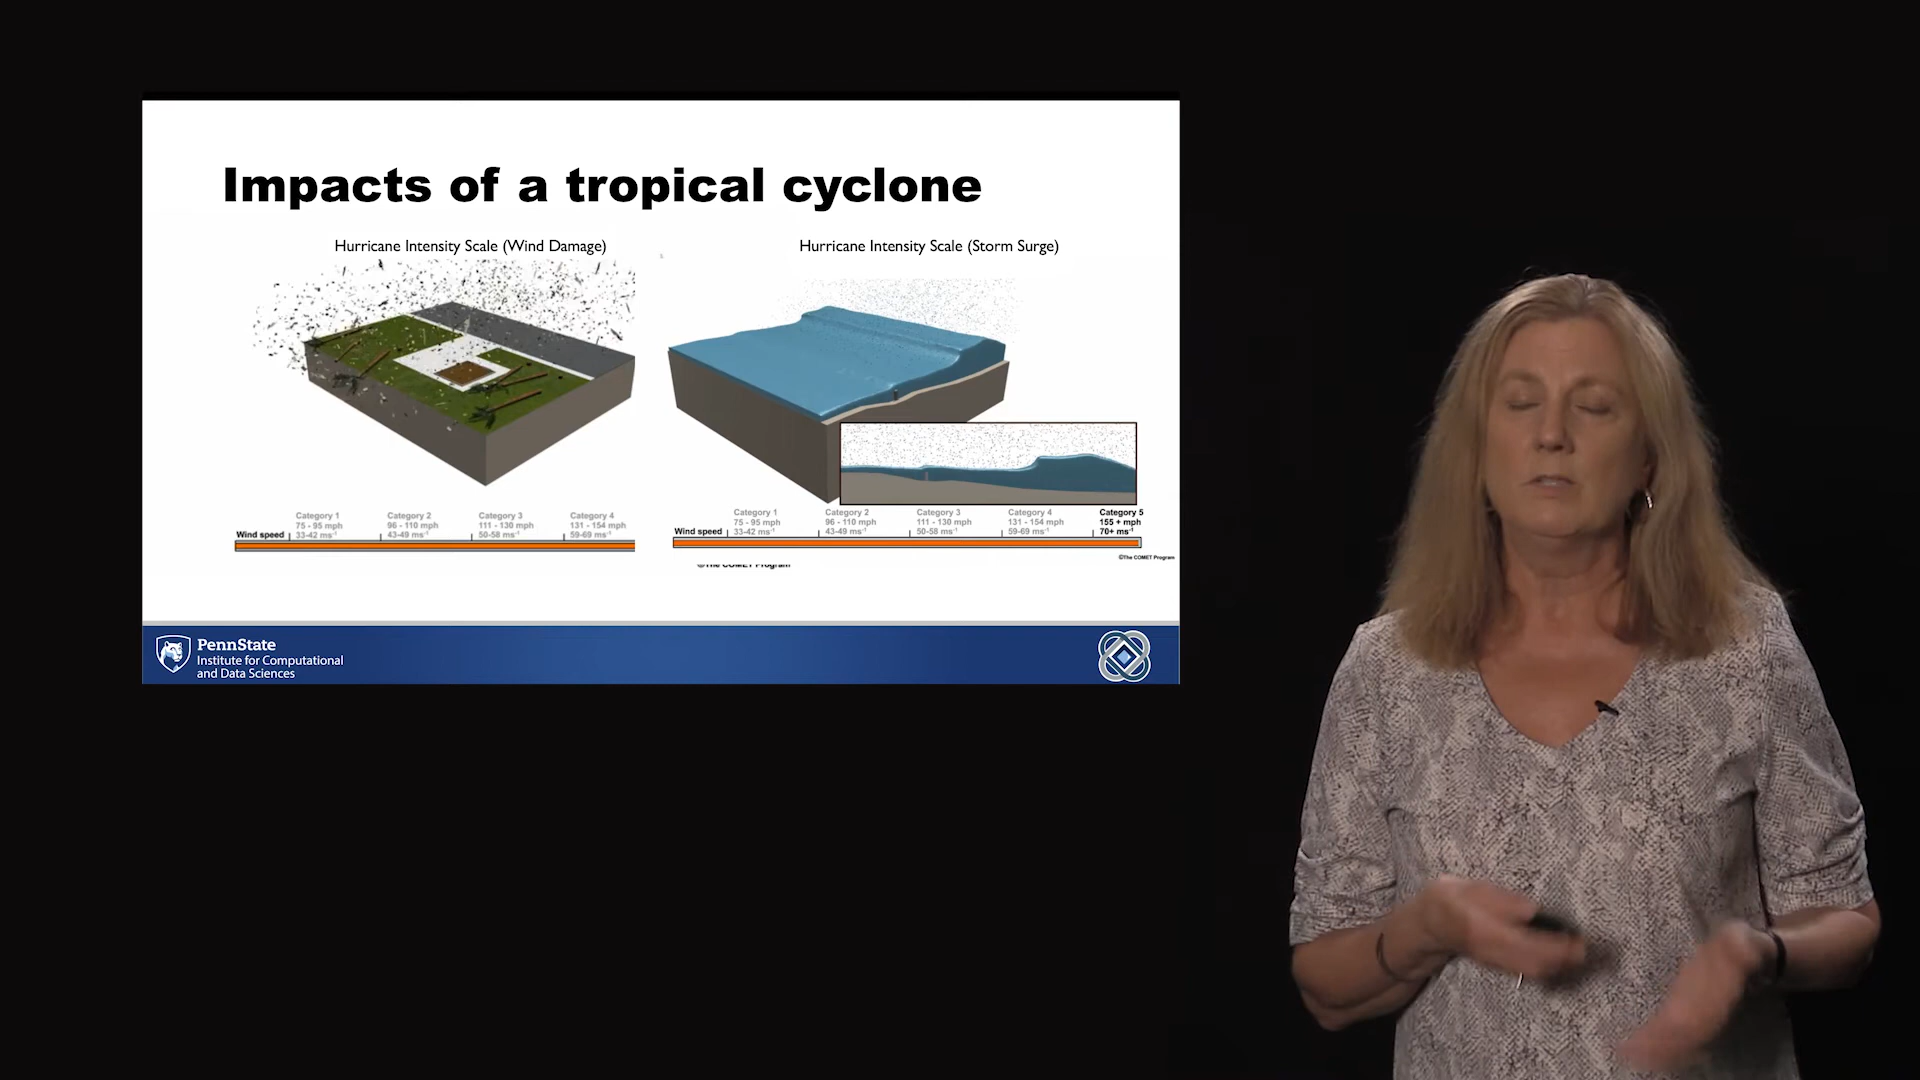 Impacts of a tropical cyclone
Hurricane Intensity Scale (Wind Damage)
Hurricane Intensity Scale (Storm Surge)
Category 1 Category 2 Category 3 Category 4
75 - 95 mph 96 - 110 mph 111 - 130 mph 131 - 154 mph
Wind speed 33-42 ms⁻¹ 43-49 ms⁻¹ 50-58 ms⁻¹ 59-69 ms⁻¹
Category 1 Category 2 Category 3 Category 4 Category 5
75 - 95 mph 96 - 110 mph 111 - 130 mph 131 - 154 mph 155 + mph
Wind speed 33-42 ms⁻¹ 43-49 ms⁻¹ 50-58 ms⁻¹ 59-69 ms⁻¹ 70+ ms⁻¹
©The COMET Program
©The COMET Program
PennState
Institute for Computational
and Data Sciences